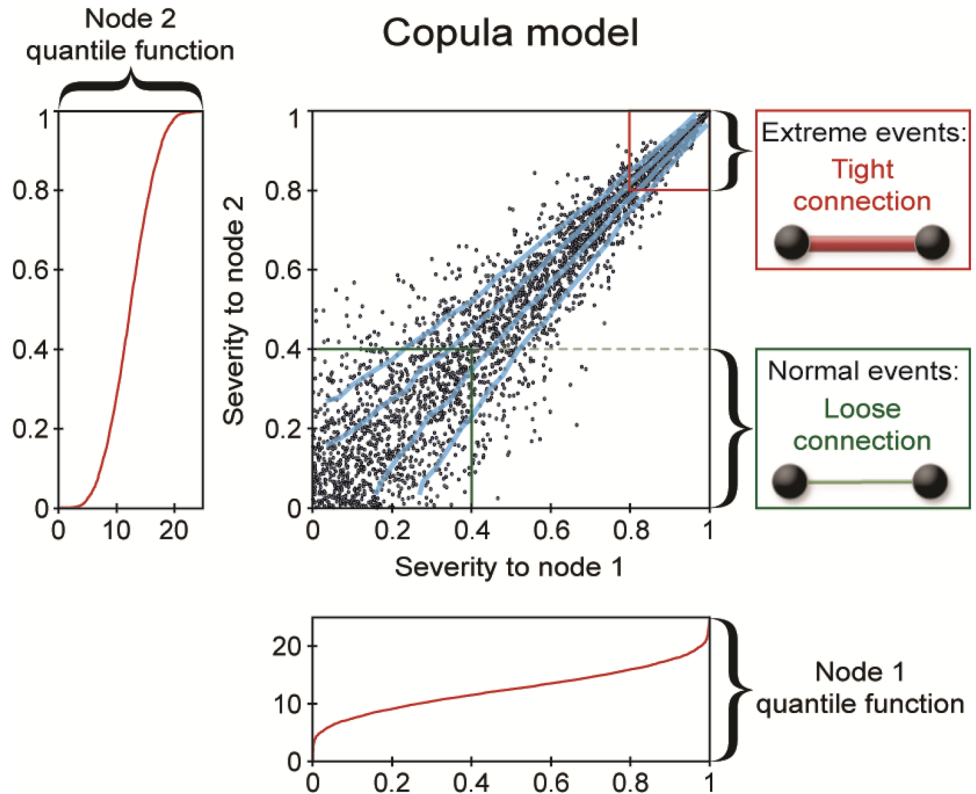 Node 2
quantile function
Copula model
1
0.8
0.6
0.4
0.2
0
0 10 20
Severity to node 2
1
0.8
0.6
0.4
0.2
0
0 0.2 0.4 0.6 0.8 1
Severity to node 1
Extreme events:
Tight
connection
Normal events:
Loose
connection
20
10
0
0 0.2 0.4 0.6 0.8 1
Node 1
quantile function